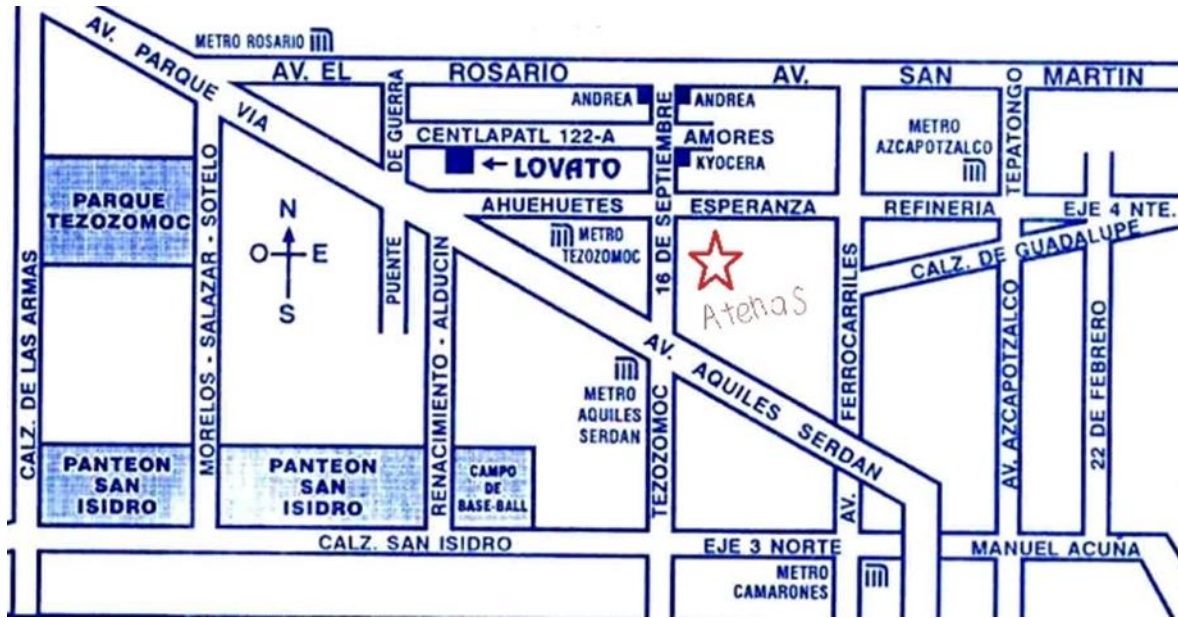 AV. PARQUE VIA
METRO ROSARIO
AV. EL ROSARIO
AV. SAN MARTIN
DE GUERRA
ANDREA
ANDREA
16 DE SEPTIEMBRE
TEPATONGO
CENTLAPATL 122-A
AMORES
METRO
AZCAPOTZALCO
← LOVATO
KYOCERA
PARQUE
TEZOZOMOC
MORELOS - SALAZAR - SOTELO
AHUEHUETES
ESPERANZA
REFINERIA
EJE 4 NTE.
N
O
E
S
PUENTE
METRO
TEZOZOMOC
CALZ. DE GUADALUPE
Atenas
CALZ. DE LAS ARMAS
RENACIMIENTO - ALDUCIN
AV. AQUILES SERDAN
METRO
AQUILES
SERDAN
TEZOZOMOC
AV. FERROCARRILES
AV. AZCAPOTZALCO
22 DE FEBRERO
PANTEON
SAN
ISIDRO
PANTEON
SAN
ISIDRO
CAMPO
DE
BASE-BALL
CALZ. SAN ISIDRO
EJE 3 NORTE
MANUEL ACUÑA
METRO
CAMARONES